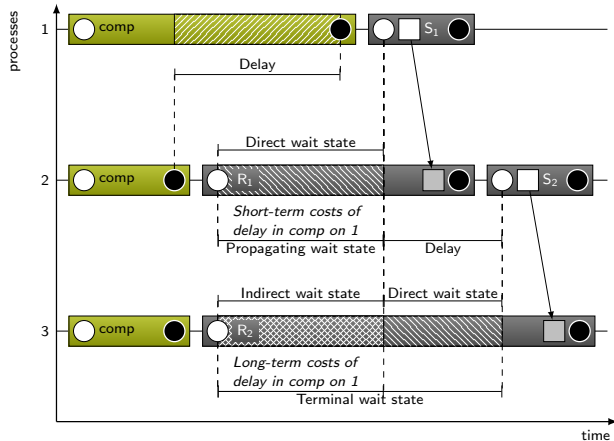 processes
1
comp
S1
Delay
Direct wait state
2
comp
R1
S2
Short-term costs of
delay in comp on 1
Propagating wait state
Delay
Indirect wait state
Direct wait state
3
comp
R2
Long-term costs of
delay in comp on 1
Terminal wait state
time